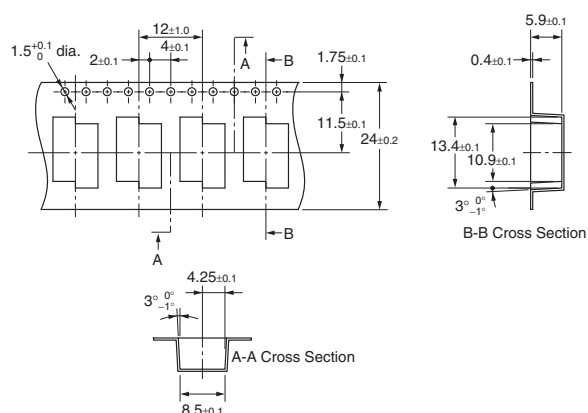 12±1.0
4±0.1
2±0.1
1.5 +0.1 0 dia.
A
B
1.75±0.1
11.5±0.1
24±0.2
B
A
5.9±0.1
0.4±0.1
13.4±0.1
10.9±0.1
3° 0° −1°
B-B Cross Section
4.25±0.1
3° 0° −1°
A-A Cross Section
8.5±0.1